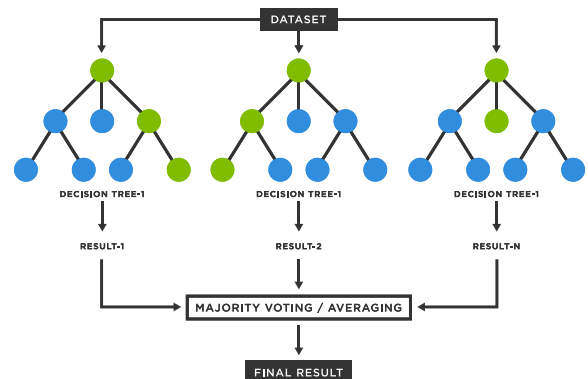 DATASET
DECISION TREE-1 DECISION TREE-1 DECISION TREE-1
RESULT-1 RESULT-2 RESULT-N
MAJORITY VOTING / AVERAGING
FINAL RESULT